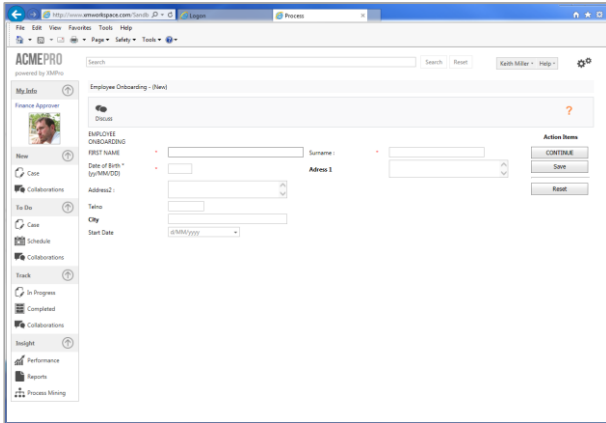 http://www.xmworkspace.com/Sandb
Logon
Process
File Edit View Favorites Tools Help
Page Safety Tools
ACMEPRO
powered by XMPro
Search
Search Reset
Keith Miller Help
My.Info
Finance Approver
New
Case
Collaborations
To Do
Case
Schedule
Collaborations
Track
In Progress
Completed
Collaborations
Insight
Performance
Reports
Process Mining
Employee Onboarding - (New)
Discuss
?
EMPLOYEE
ONBOARDING
FIRST NAME *
Surname : *
Date of Birth *
(yy/MM/DD) *
Adress 1
Address2 :
Telno
City
Start Date d/MM/yyyy
Action Items
CONTINUE
Save
Reset